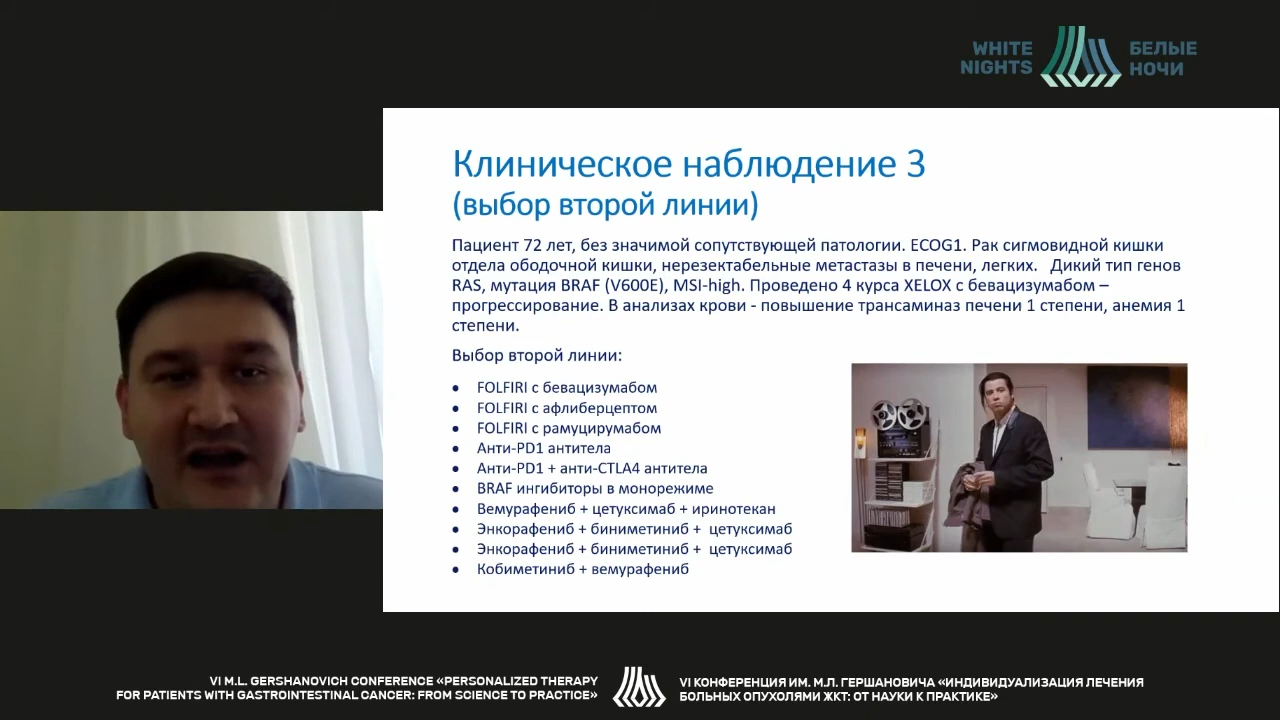 WHITE
NIGHTS
БЕЛЫЕ
НОЧИ
Клиническое наблюдение 3
(выбор второй линии)
Пациент 72 лет, без значимой сопутствующей патологии. ECOG1. Рак сигмовидной кишки
отдела ободочной кишки, нерезектабельные метастазы в печени, легких. Дикий тип генов
RAS, мутация BRAF (V600E), MSI-high. Проведено 4 курса XELOX с бевацизумабом –
прогрессирование. В анализах крови - повышение трансаминаз печени 1 степени, анемия 1
степени.
Выбор второй линии:
• FOLFIRI с бевацизумабом
• FOLFIRI с афлиберцептом
• FOLFIRI с рамуцирумабом
• Анти-PD1 антитела
• Анти-PD1 + анти-CTLA4 антитела
• BRAF ингибиторы в монорежиме
• Вемурафениб + цетуксимаб + иринотекан
• Энкорафениб + биниметиниб + цетуксимаб
• Энкорафениб + биниметиниб + цетуксимаб
• Кобиметиниб + вемурафениб
VI M.L. GERSHANOVICH CONFERENCE «PERSONALIZED THERAPY
FOR PATIENTS WITH GASTROINTESTINAL CANCER: FROM SCIENCE TO PRACTICE»
VI КОНФЕРЕНЦИЯ ИМ. М.Л. ГЕРШАНОВИЧА «ИНДИВИДУАЛИЗАЦИЯ ЛЕЧЕНИЯ
БОЛЬНЫХ ОПУХОЛЯМИ ЖКТ: ОТ НАУКИ К ПРАКТИКЕ»